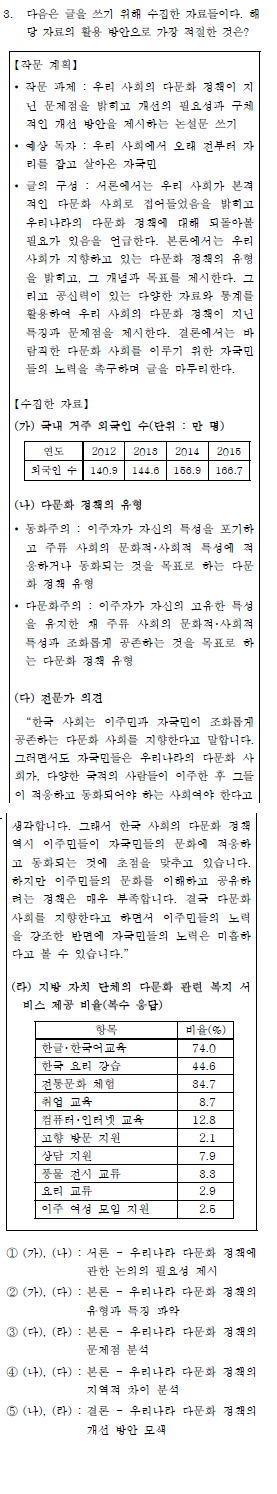 3. 다음은 글을 쓰기 위해 수집한 자료들이다. 해
당 자료의 활용 방안으로 가장 적절한 것은?
【작문 계획】
• 작문 과제 : 우리 사회의 다문화 정책이 지
닌 문제점을 밝히고 개선의 필요성과 구체
적인 개선 방안을 제시하는 논설문 쓰기
• 예상 독자 : 우리 사회에서 오래 전부터 자
리를 잡고 살아온 자국민
• 글의 구성 : 서론에서는 우리 사회가 본격
적인 다문화 사회로 접어들었음을 밝히고
우리나라의 다문화 정책에 대해 되돌아볼
필요가 있음을 언급한다. 본론에서는 우리
사회가 지향하고 있는 다문화 정책의 유형
을 밝히고, 그 개념과 목표를 제시한다. 그
리고 공신력이 있는 다양한 자료와 통계를
활용하여 우리 사회의 다문화 정책이 지닌
특징과 문제점을 제시한다. 결론에서는 바
람직한 다문화 사회를 이루기 위한 자국민
들의 노력을 촉구하며 글을 마무리한다.
【수집한 자료】
(가) 국내 거주 외국인 수(단위 : 만 명)
연도 2012 2013 2014 2015
외국인 수 140.9 144.6 156.9 166.7
(나) 다문화 정책의 유형
• 동화주의 : 이주자가 자신의 특성을 포기하
고 주류 사회의 문화적·사회적 특성에 적
응하거나 동화되는 것을 목표로 하는 다문
화 정책 유형
• 다문화주의 : 이주자가 자신의 고유한 특성
을 유지한 채 주류 사회의 문화적·사회적
특성과 조화롭게 공존하는 것을 목표로 하
는 다문화 정책 유형
(다) 전문가 의견
“한국 사회는 이주민과 자국민이 조화롭게
공존하는 다문화 사회를 지향한다고 말합니다.
그러면서도 자국민들은 우리나라의 다문화 사
회가, 다양한 국적의 사람들이 이주한 후 그들
이 적응하고 동화되어야 하는 사회여야 한다고
생각합니다. 그래서 한국 사회의 다문화 정책
역시 이주민들이 자국민들의 문화에 적응하
고 동화되는 것에 초점을 맞추고 있습니다.
하지만 이주민들의 문화를 이해하고 공유하
려는 정책은 매우 부족합니다. 결국 다문화
사회를 지향한다고 하면서 이주민들의 노력
을 강조한 반면에 자국민들의 노력은 미흡하
다고 볼 수 있습니다.”
(라) 지방 자치 단체의 다문화 관련 복지 서
비스 제공 비율(복수 응답)
항목 비율(%)
한글·한국어교육 74.0
한국 요리 강습 44.6
전통문화 체험 34.7
취업 교육 8.7
컴퓨터·인터넷 교육 12.8
고향 방문 지원 2.1
상담 지원 7.9
풍물 전시 교류 3.3
요리 교류 2.9
이주 여성 모임 지원 2.5
① (가), (나) : 서론 - 우리나라 다문화 정책에
관한 논의의 필요성 제시
② (가), (다) : 본론 - 우리나라 다문화 정책의
유형과 특징 파악
③ (다), (라) : 본론 - 우리나라 다문화 정책의
문제점 분석
④ (나), (다) : 본론 - 우리나라 다문화 정책의
지역적 차이 분석
⑤ (나), (라) : 결론 - 우리나라 다문화 정책의
개선 방안 모색